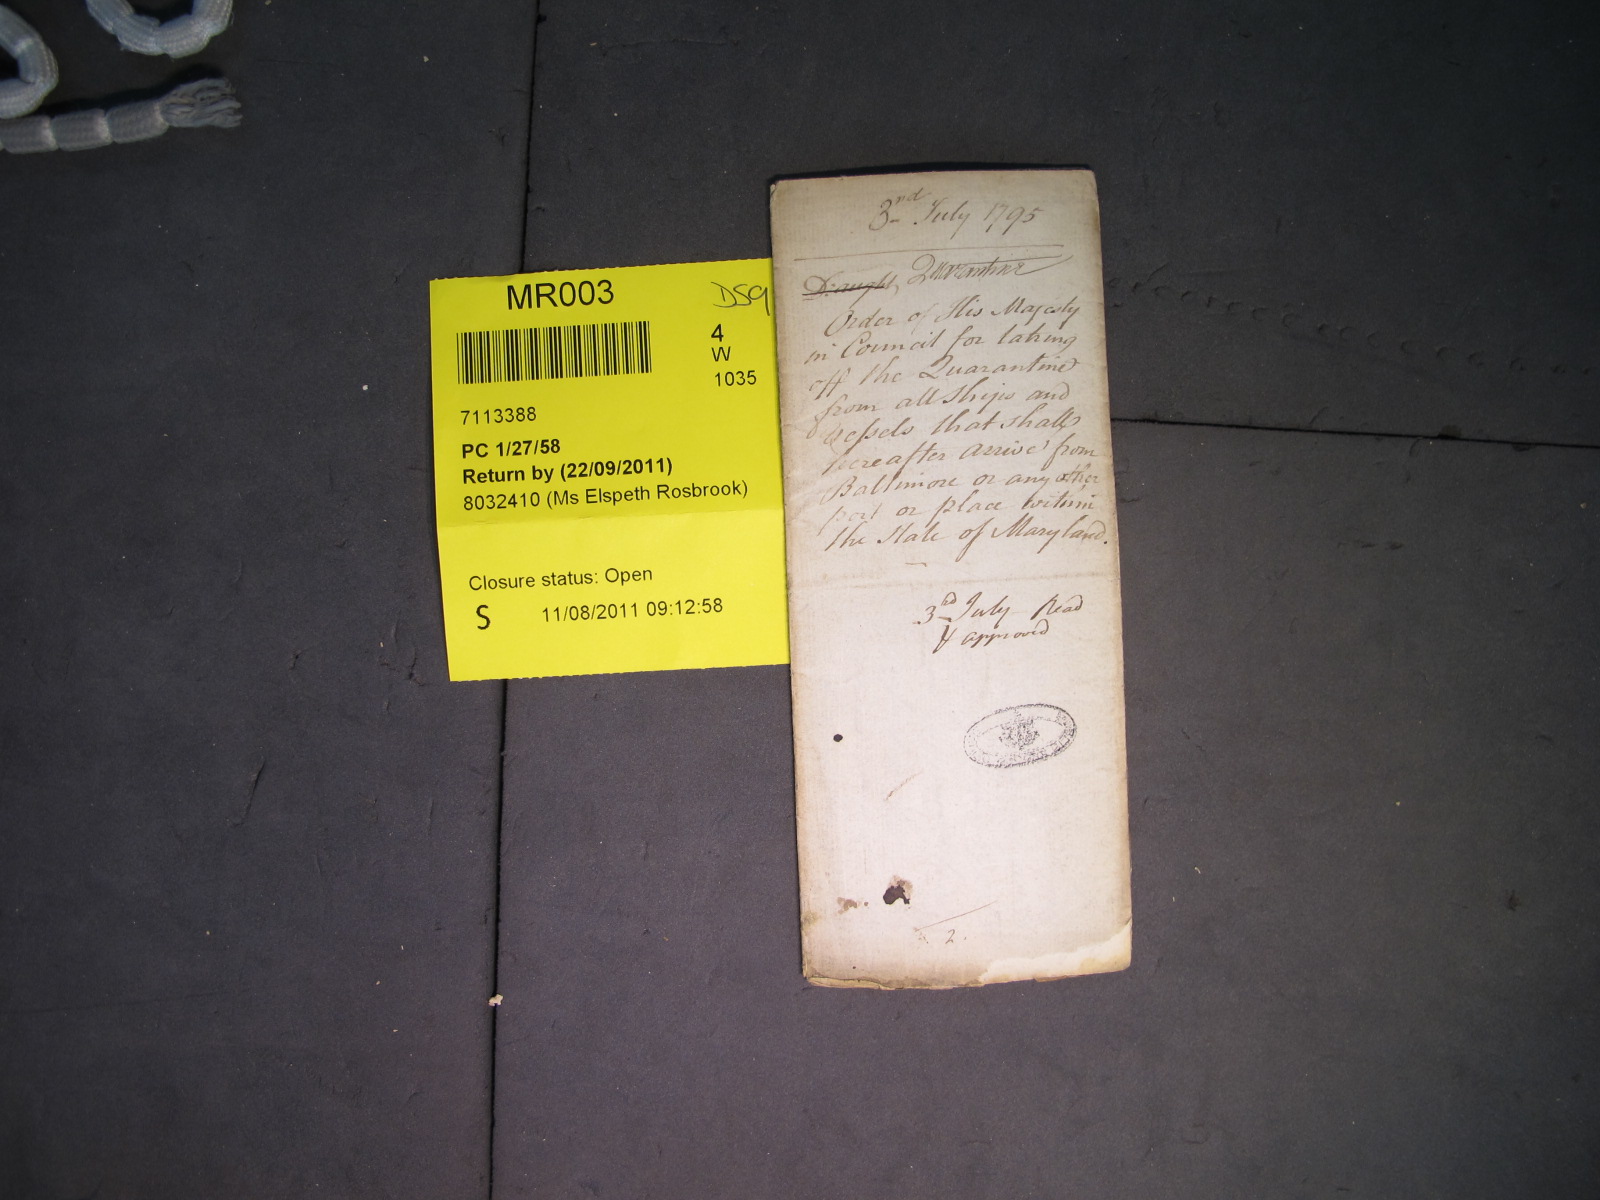 MR003
DS9
4
W
1035
7113388
PC 1/27/58
Return by (22/09/2011)
8032410 (Ms Elspeth Rosbrook)
Closure status: Open
S 11/08/2011 09:12:58
3rd July 1795
Draught, Quarantine
Order of His Majesty
in Council for taking
off the Quarantine
from all Ships and
Vessels that shall
hereafter arrive from
Baltimore or any other
port or place within
the State of Maryland.
3rd July Read
& approved
2.